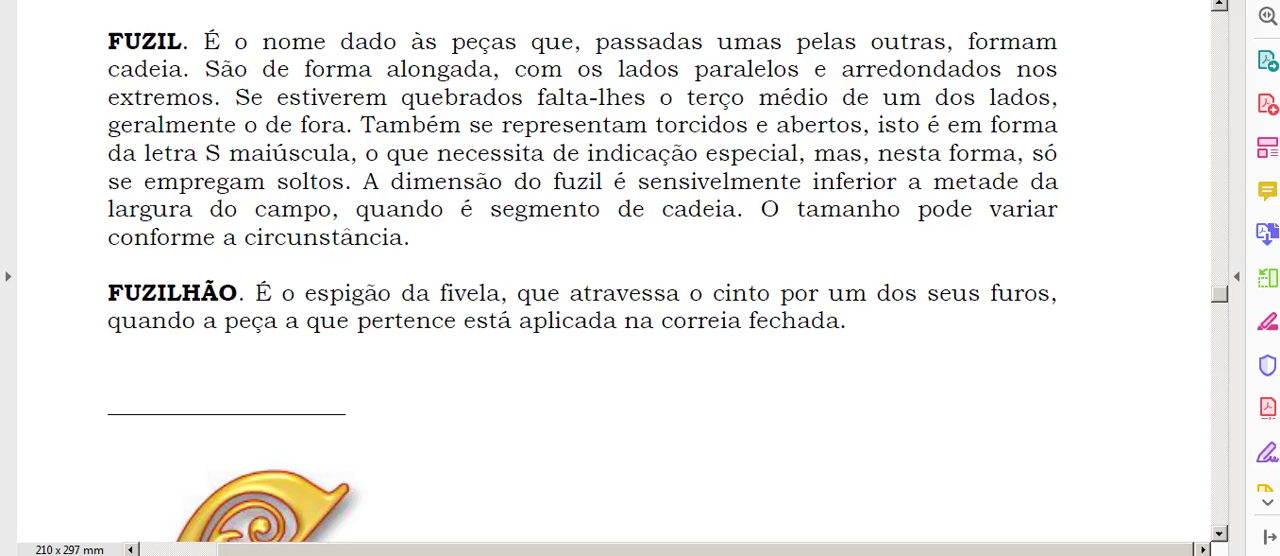 FUZIL. É o nome dado às peças que, passadas umas pelas outras, formam
cadeia. São de forma alongada, com os lados paralelos e arredondados nos
extremos. Se estiverem quebrados falta-lhes o terço médio de um dos lados,
geralmente o de fora. Também se representam torcidos e abertos, isto é em forma
da letra S maiúscula, o que necessita de indicação especial, mas, nesta forma, só
se empregam soltos. A dimensão do fuzil é sensivelmente inferior a metade da
largura do campo, quando é segmento de cadeia. O tamanho pode variar
conforme a circunstância.
FUZILHÃO. É o espigão da fivela, que atravessa o cinto por um dos seus furos,
quando a peça a que pertence está aplicada na correia fechada.
210 x 297 mm